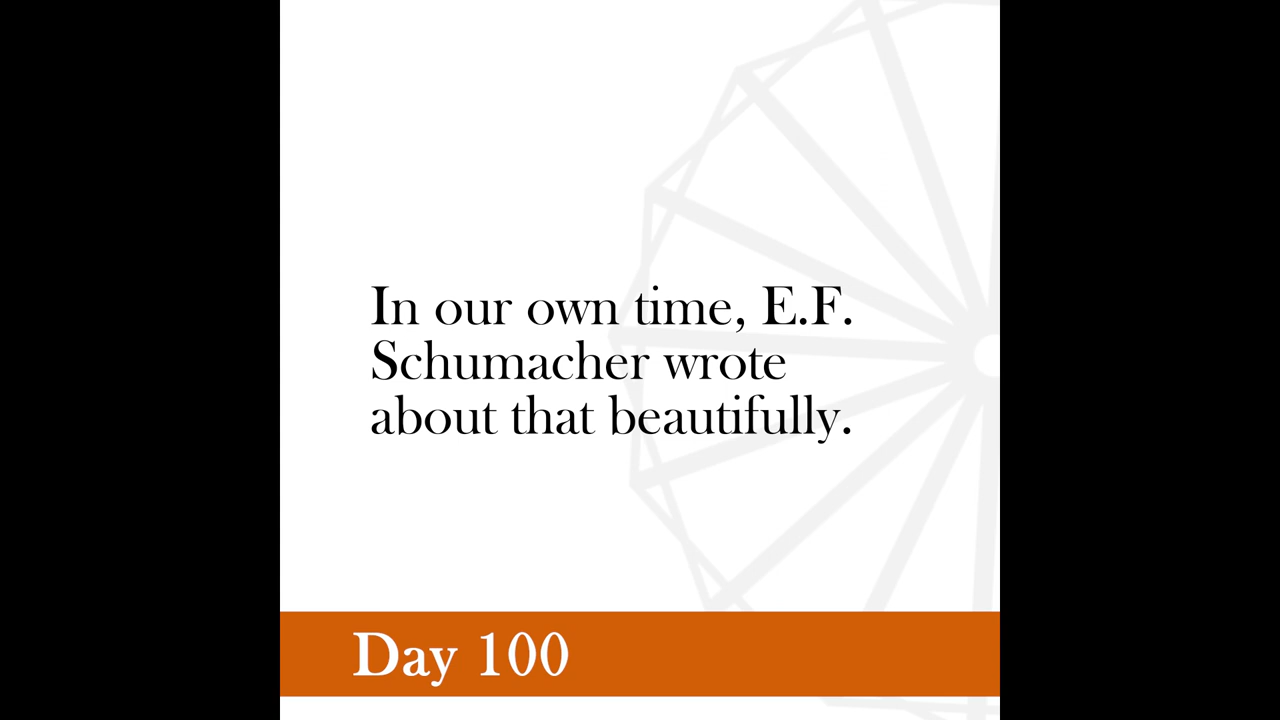 In our own time, E.F.
Schumacher wrote
about that beautifully.
Day 100